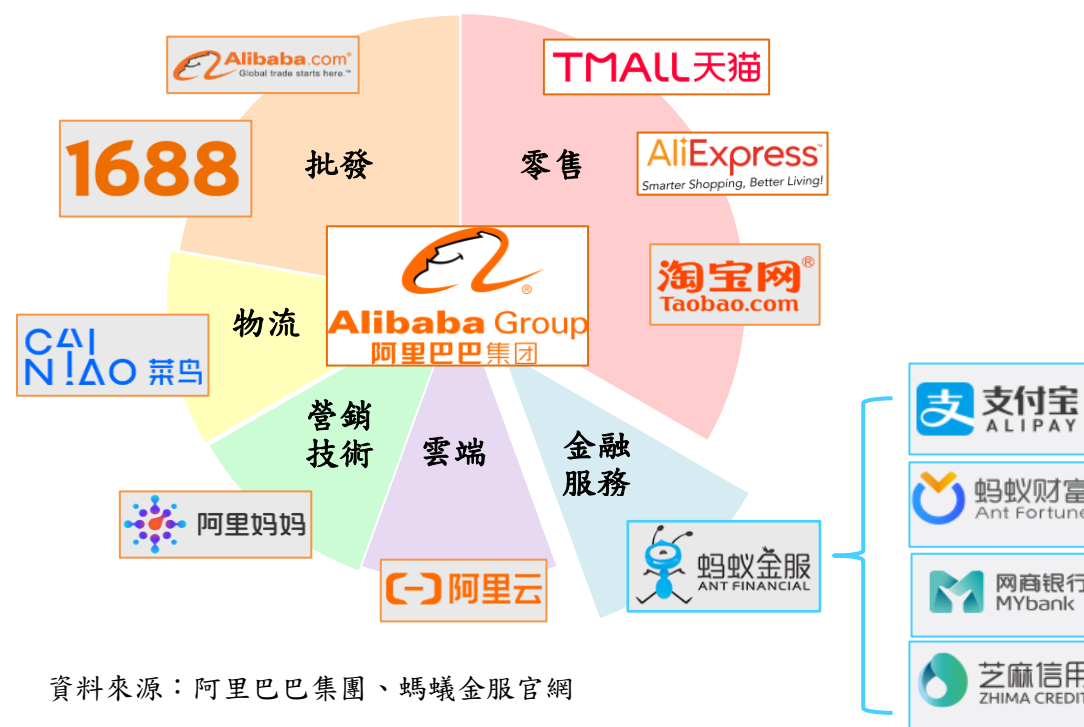 Alibaba.com®
Global trade starts here.™
TMALL天猫
1688
批發
零售
AliExpress™
Smarter Shopping, Better Living!
淘宝网®
Taobao.com
®
Alibaba Group
阿里巴巴集团
物流
CAI
NIAO 菜鸟
營銷
技術
雲端
金融
服務
阿里妈妈
阿里云
蚂蚁金服
ANT FINANCIAL
支 支付宝
ALIPAY
蚂蚁财富
Ant Fortune
网商银行
MYbank
芝麻信用
ZHIMA CREDIT
資料來源：阿里巴巴集團、螞蟻金服官網